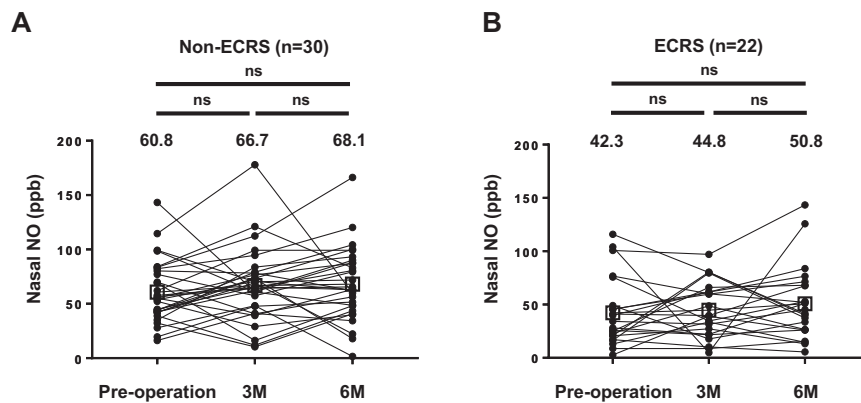 A
Non-ECRS (n=30)
ns
ns ns
60.8 66.7 68.1
Nasal NO (ppb)
200
150
100
50
0
Pre-operation 3M 6M
B
ECRS (n=22)
ns
ns ns
42.3 44.8 50.8
Nasal NO (ppb)
200
150
100
50
0
Pre-operation 3M 6M